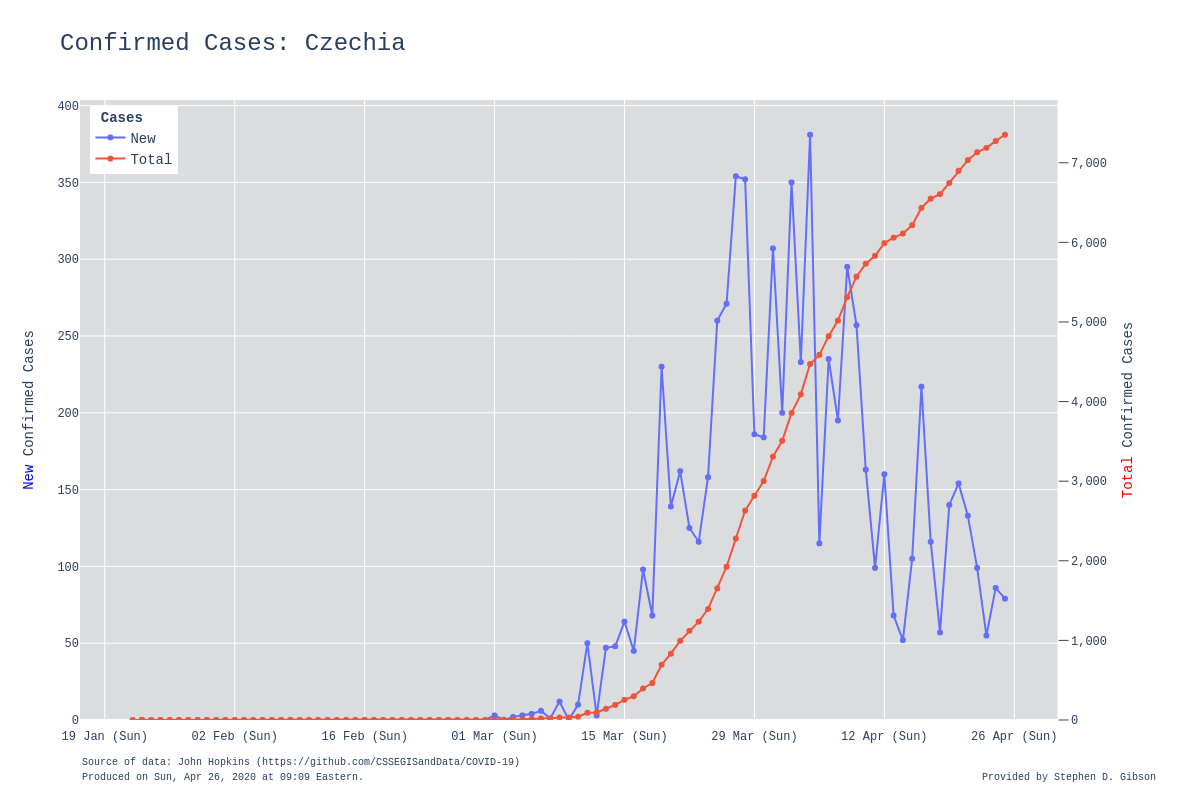 Confirmed Cases: Czechia
Cases
New
Total
400
350
300
250
200
150
100
50
0
New Confirmed Cases
7,000
6,000
5,000
4,000
3,000
2,000
1,000
0
Total Confirmed Cases
19 Jan (Sun) 02 Feb (Sun) 16 Feb (Sun) 01 Mar (Sun) 15 Mar (Sun) 29 Mar (Sun) 12 Apr (Sun) 26 Apr (Sun)
Source of data: John Hopkins (https://github.com/CSSEGISandData/COVID-19)
Produced on Sun, Apr 26, 2020 at 09:09 Eastern.
Provided by Stephen D. Gibson